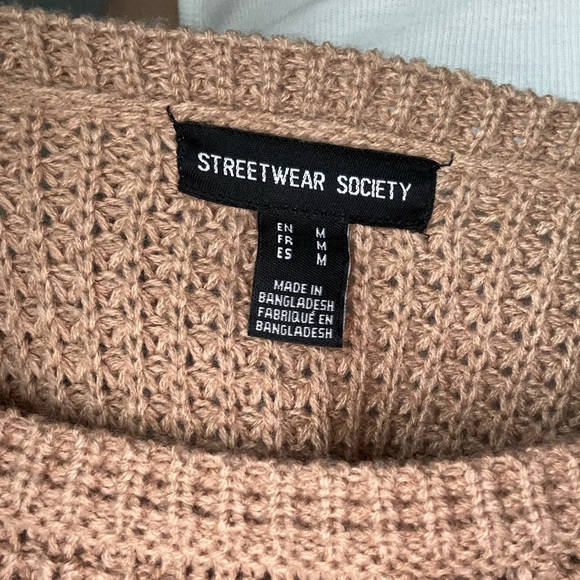 STREETWEAR SOCIETY
EN M
FR M
ES M
MADE IN
BANGLADESH
FABRIQUÉ EN
BANGLADESH